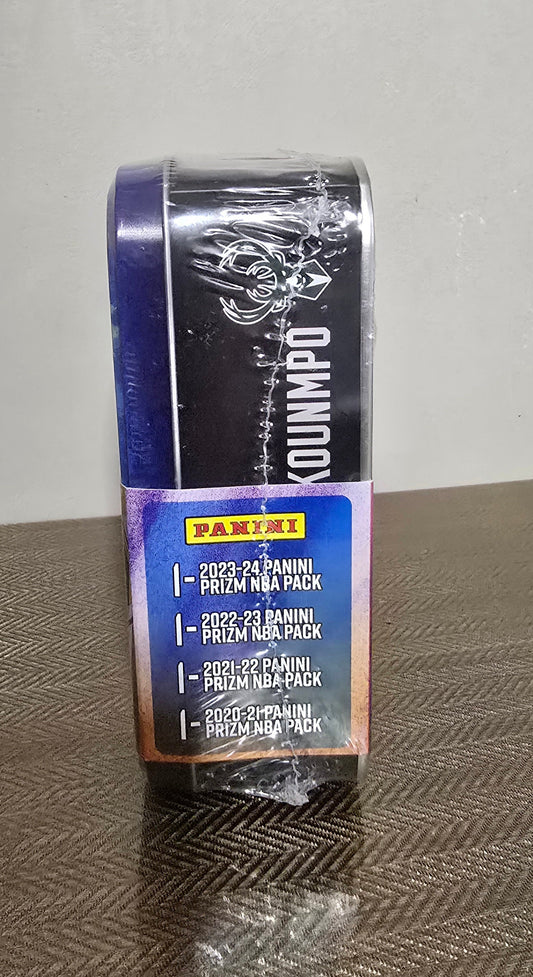 KOUNMPO
PANINI
1- 2023-24 PANINI
PRIZM NBA PACK
1- 2022-23 PANINI
PRIZM NBA PACK
1- 2021-22 PANINI
PRIZM NBA PACK
1- 2020-21 PANINI
PRIZM NBA PACK